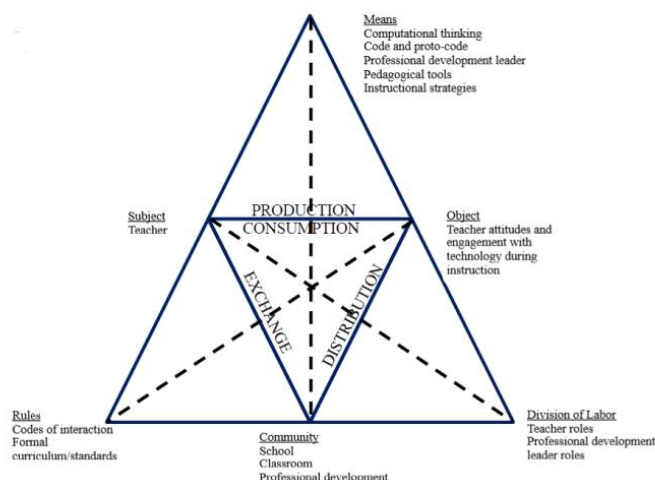 Means
Computational thinking
Code and proto-code
Professional development leader
Pedagogical tools
Instructional strategies
Subject
Teacher
PRODUCTION
CONSUMPTION
Object
Teacher attitudes and
engagement with
technology during
instruction
EXCHANGE
DISTRIBUTION
Rules
Codes of interaction
Formal
curriculum/standards
Community
School
Classroom
Professional development
Division of Labor
Teacher roles
Professional development
leader roles